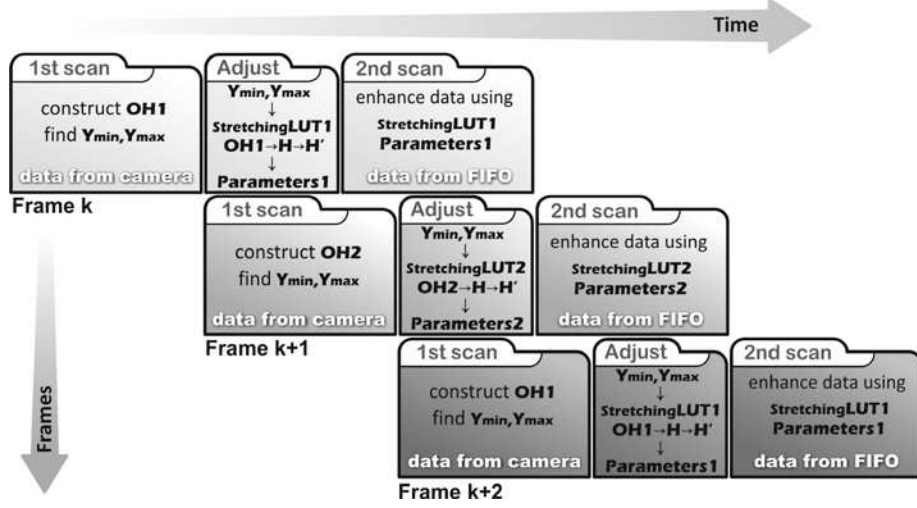 Time
1st scan
construct OH1
find Ymin,Ymax
data from camera
Adjust
Ymin,Ymax
↓
StretchingLUT1
OH1→H→H'
↓
Parameters1
2nd scan
enhance data using
StretchingLUT1
Parameters1
data from FIFO
Frame k
1st scan
construct OH2
find Ymin,Ymax
data from camera
Adjust
Ymin,Ymax
↓
StretchingLUT2
OH2→H→H'
↓
Parameters2
2nd scan
enhance data using
StretchingLUT2
Parameters2
data from FIFO
Frame k+1
1st scan
construct OH1
find Ymin,Ymax
data from camera
Adjust
Ymin,Ymax
↓
StretchingLUT1
OH1→H→H'
↓
Parameters1
2nd scan
enhance data using
StretchingLUT1
Parameters1
data from FIFO
Frame k+2
Frames